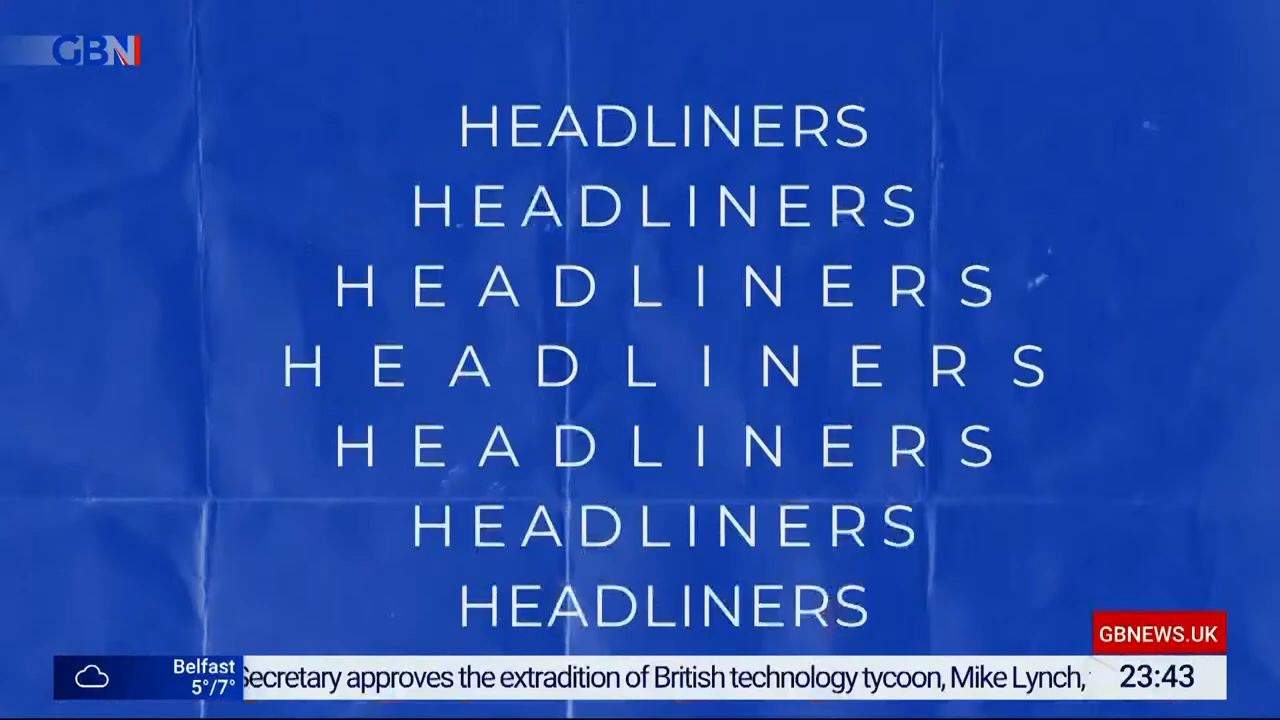 GBN
HEADLINERS
HEADLINERS
HEADLINERS
HEADLINERS
HEADLINERS
HEADLINERS
HEADLINERS
GBNEWS.UK
Belfast
5°/7°
Secretary approves the extradition of British technology tycoon, Mike Lynch,
23:43